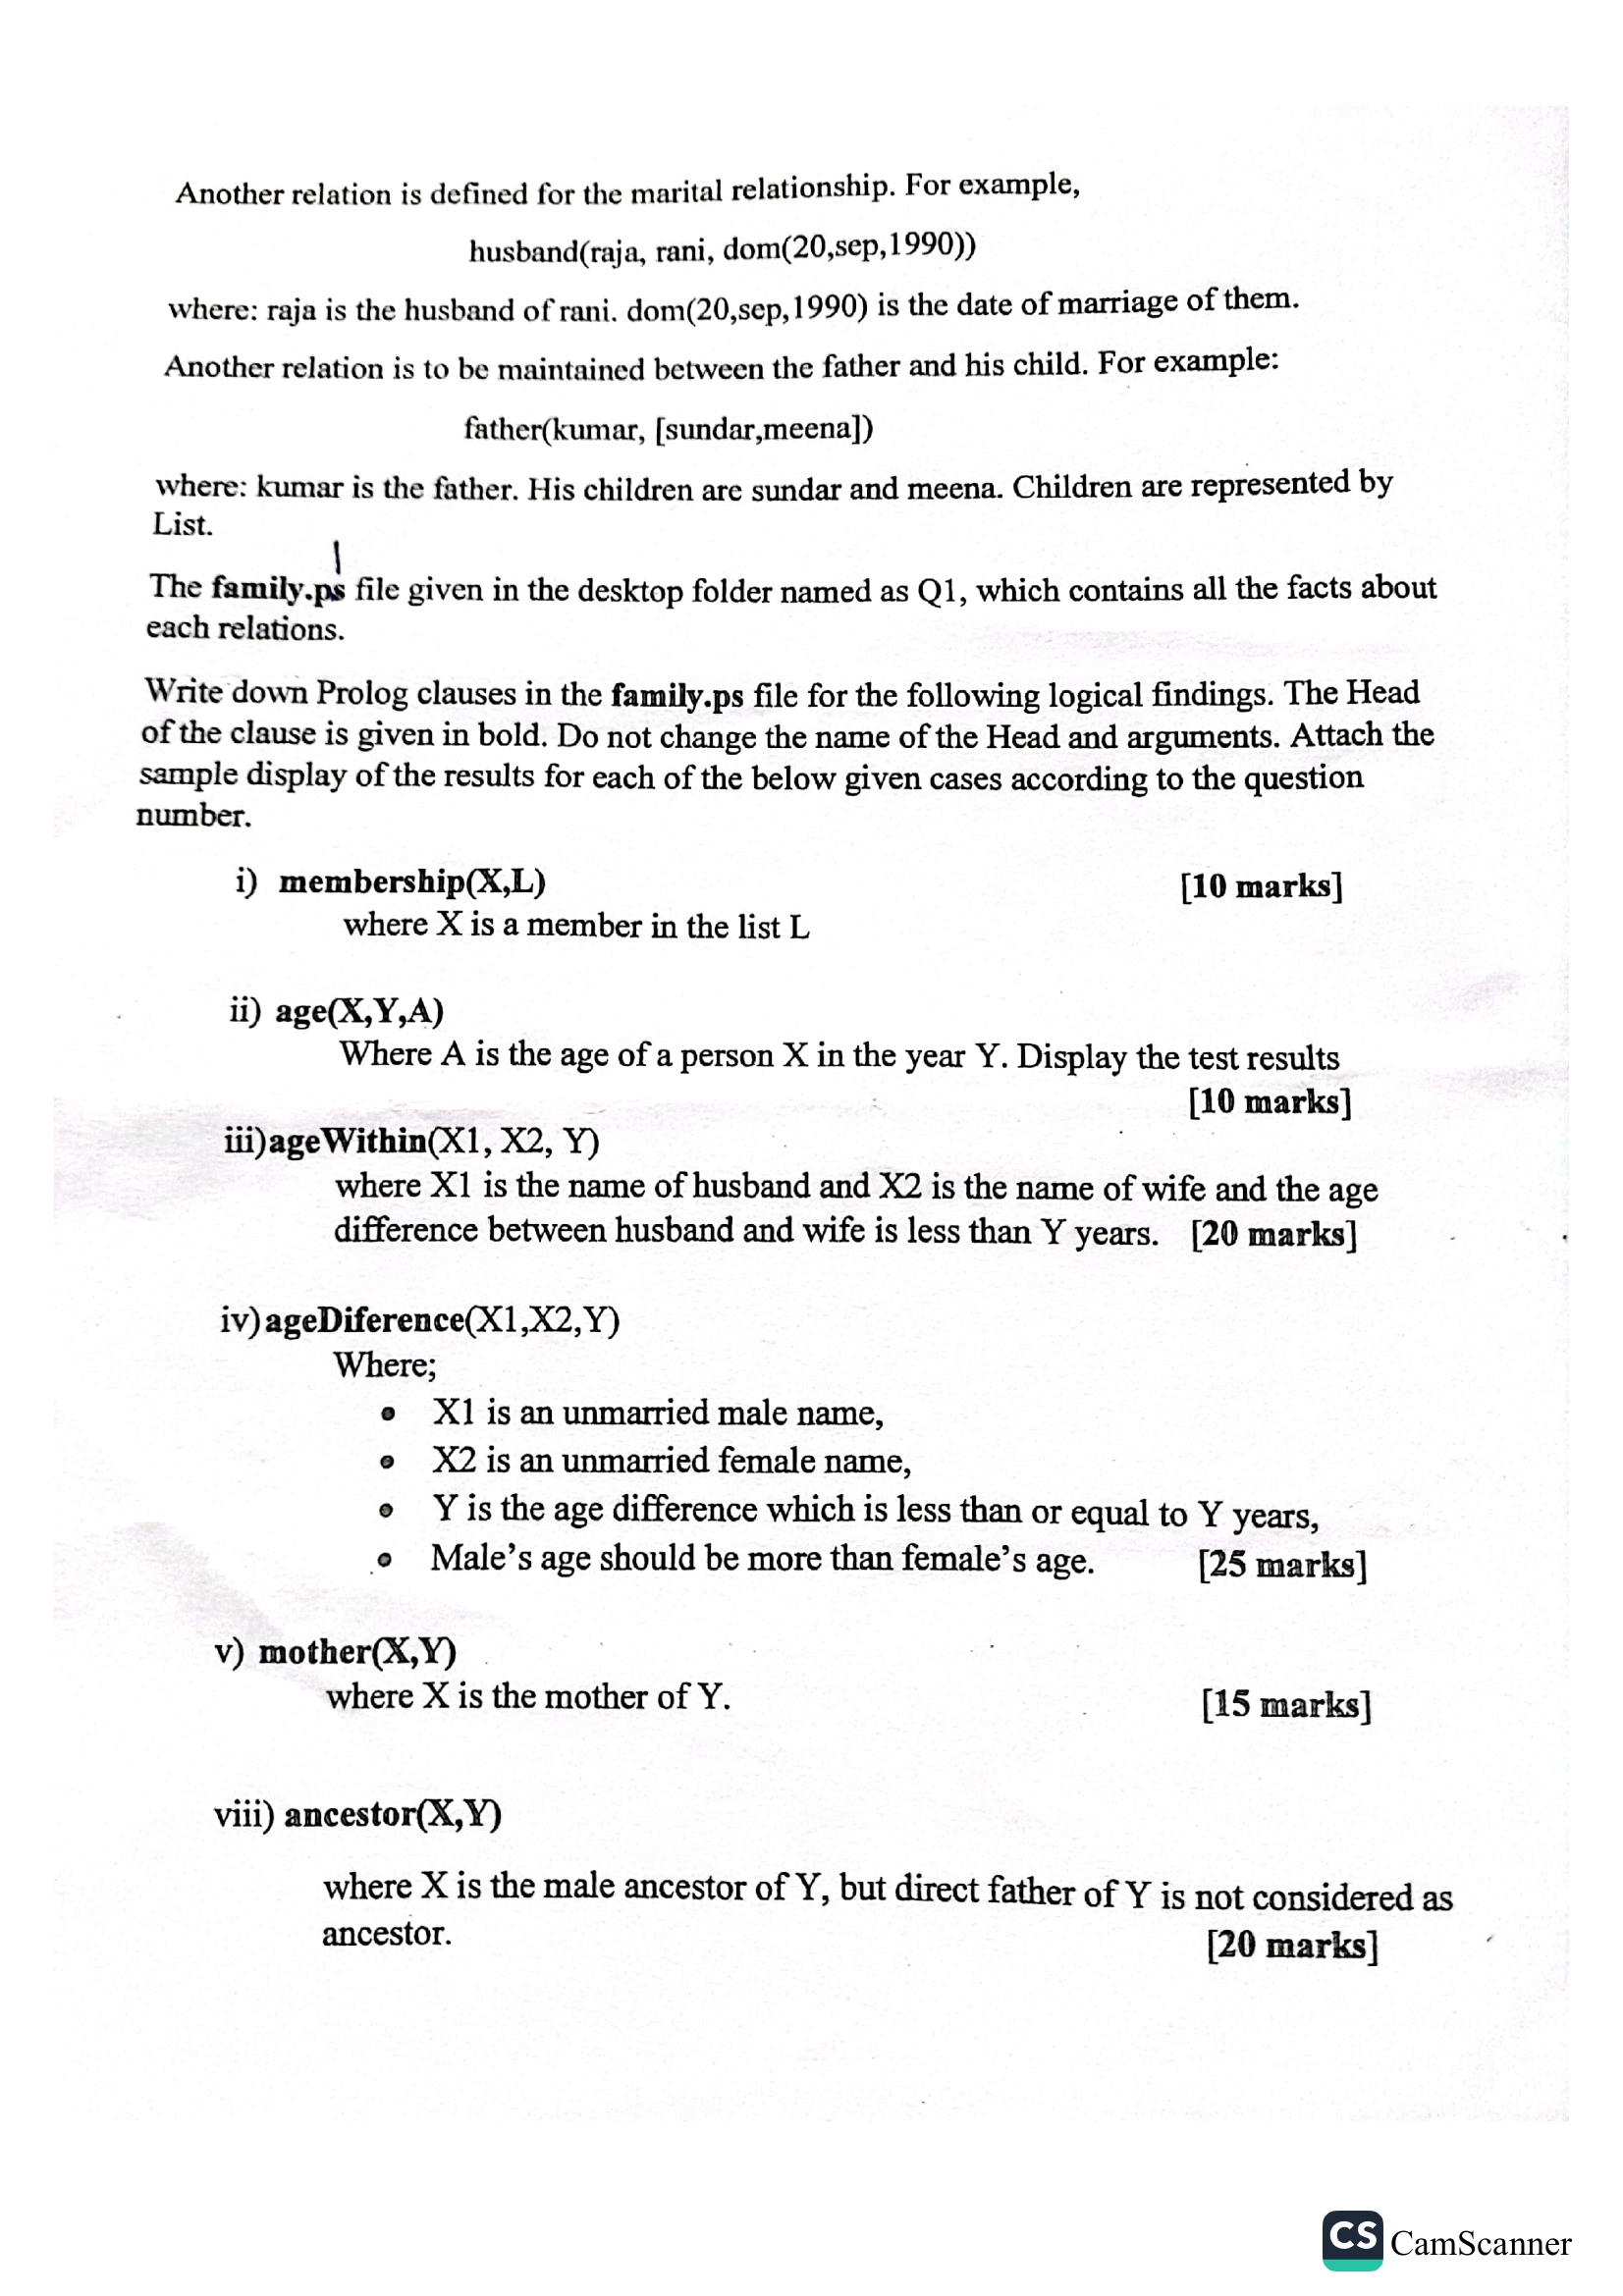 Another relation is defined for the marital relationship. For example,
husband(raja, rani, dom(20,sep,1990))
where: raja is the husband of rani. dom(20,sep,1990) is the date of marriage of them.
Another relation is to be maintained between the father and his child. For example:
father(kumar, [sundar,meena])
where: kumar is the father. His children are sundar and meena. Children are represented by
List.
The family.ps file given in the desktop folder named as Q1, which contains all the facts about
each relations.
Write down Prolog clauses in the family.ps file for the following logical findings. The Head
of the clause is given in bold. Do not change the name of the Head and arguments. Attach the
sample display of the results for each of the below given cases according to the question
number.
i) membership(X,L) [10 marks]
where X is a member in the list L
ii) age(X,Y,A)
Where A is the age of a person X in the year Y. Display the test results
[10 marks]
iii)ageWithin(X1, X2, Y)
where X1 is the name of husband and X2 is the name of wife and the age
difference between husband and wife is less than Y years. [20 marks]
iv)ageDiference(X1,X2,Y)
Where;
• X1 is an unmarried male name,
• X2 is an unmarried female name,
• Y is the age difference which is less than or equal to Y years,
• Male's age should be more than female's age. [25 marks]
v) mother(X,Y)
where X is the mother of Y. [15 marks]
viii) ancestor(X,Y)
where X is the male ancestor of Y, but direct father of Y is not considered as
ancestor. [20 marks]
CS CamScanner